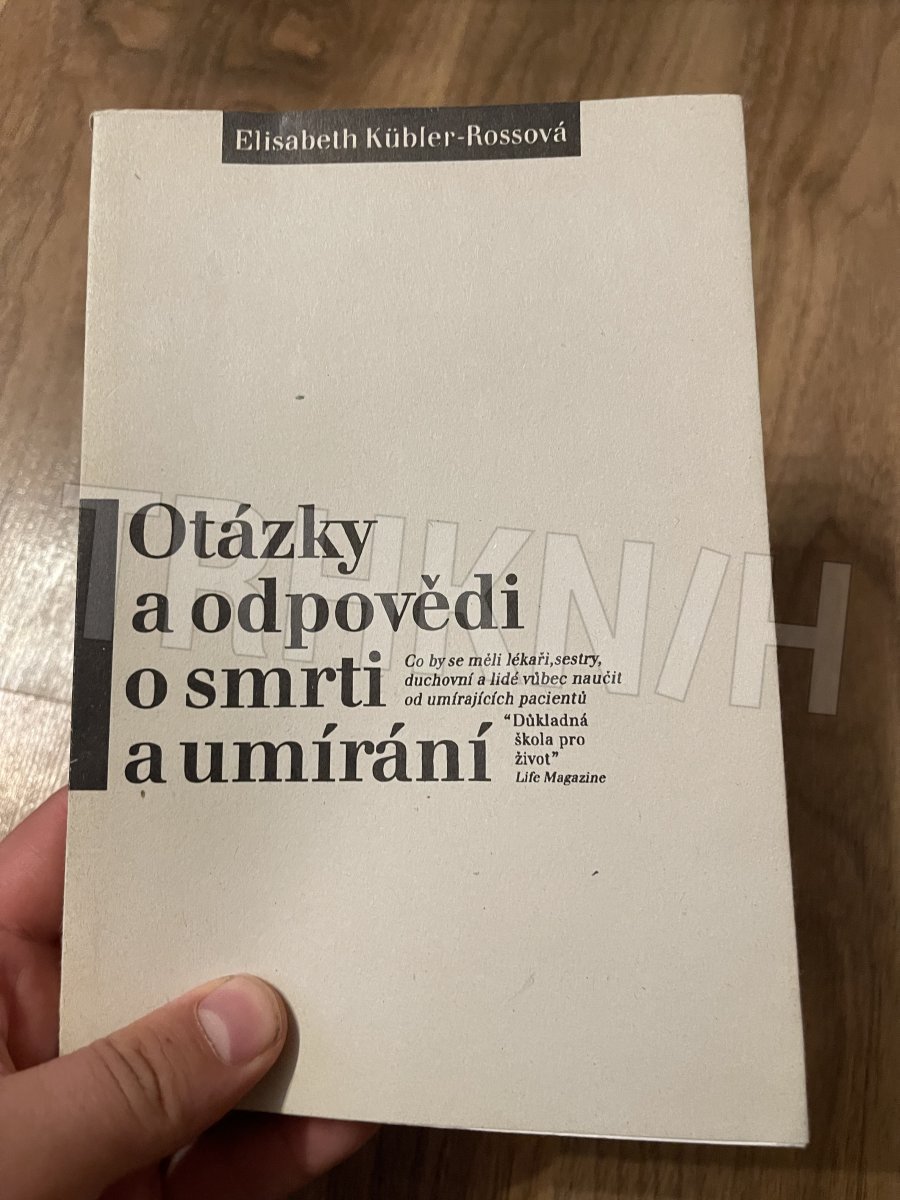 Elisabeth Kübler-Rossová
Otázky
a odpovědi
o smrti
a umírání
Co by se měli lékaři,sestry,
duchovní a lidé vůbec naučit
od umírajících pacientů
“Důkladná
škola pro
život”
Life Magazine
TRHKNIH